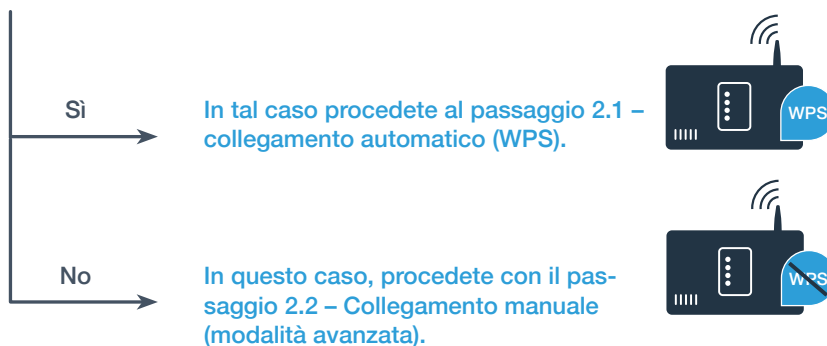 Sì
In tal caso procedete al passaggio 2.1 –
collegamento automatico (WPS).
WPS
No
In questo caso, procedete con il pas-
saggio 2.2 – Collegamento manuale
(modalità avanzata).
WPS